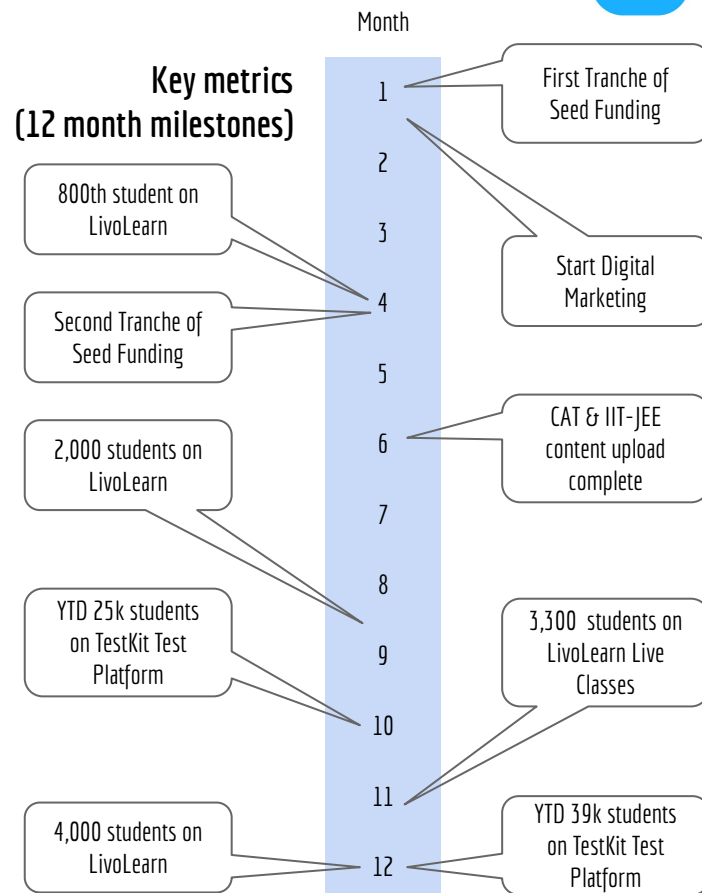 Month
Key metrics
(12 month milestones)
1
First Tranche of
Seed Funding
2
800th student on
LivoLearn
3
Start Digital
Marketing
4
Second Tranche of
Seed Funding
5
CAT & IIT-JEE
content upload
complete
6
2,000 students on
LivoLearn
7
8
YTD 25k students
on TestKit Test
Platform
3,300 students on
LivoLearn Live
Classes
9
10
11
4,000 students on
LivoLearn
YTD 39k students
on TestKit Test
Platform
12